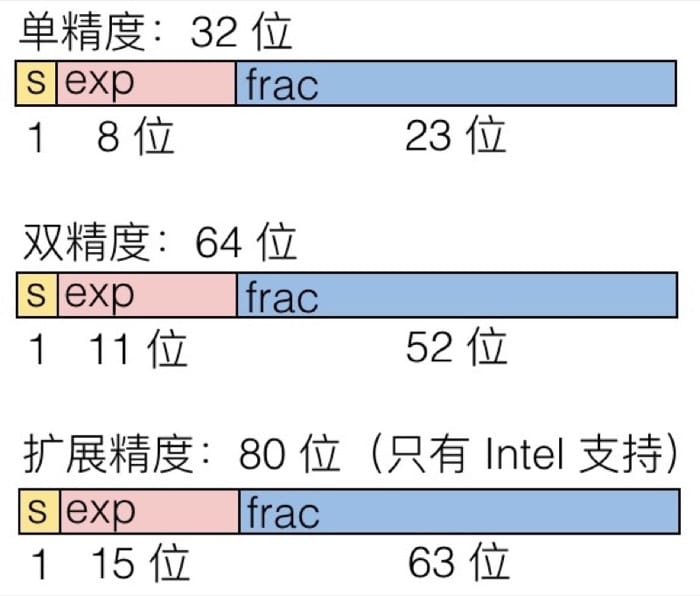 单精度：32 位
s exp frac
1 8 位 23 位
双精度：64 位
s exp frac
1 11 位 52 位
扩展精度：80 位（只有 Intel 支持）
s exp frac
1 15 位 63 位